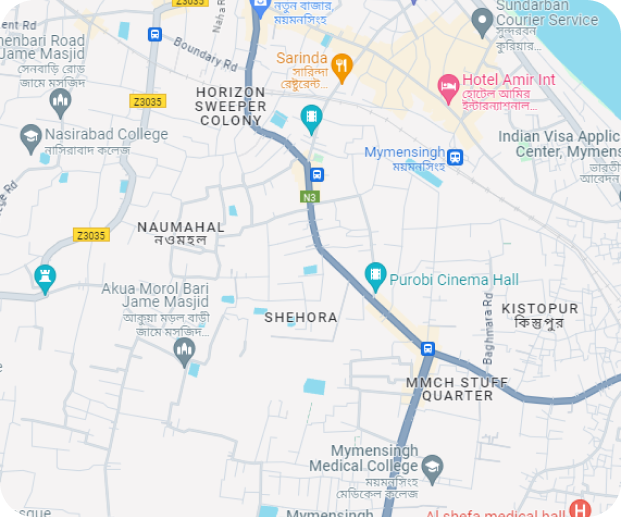 Z3035
Naha Ro
নতুন বাজার,
ময়মনসিংহ
Sundarban
Courier Service
সুন্দরবন
কুরিয়ার...
ent Rd
enbari Road
Jame Masjid
সেনবাড়ি রোড
জামে মসজিদ
Boundary Rd
Sarinda
সারিন্দা
রেস্টুরেন্ট...
Hotel Amir Int
হোটেল আমির
ইন্টারন্যাশনাল...
HORIZON
SWEEPER
COLONY
Z3035
Nasirabad College
নাসিরাবাদ কলেজ
Indian Visa Applic
Center, Mymens
ভারতী
আবেদন
Mymensingh
ময়মনসিংহ
ege Rd
N3
NAUMAHAL
নওমহল
Z3035
Purobi Cinema Hall
Akua Morol Bari
Jame Masjid
আকুয়া মড়ল বাড়ী
জামে মসজিদ...
SHEHORA
Baghmara Rd
KISTOPUR
কিস্তুপুর
MMCH STUFF
QUARTER
Mymensingh
Medical College
ময়মনসিংহ
মেডিকেল কলেজ
sque
Mymensingh
Al shefa medical hall
H